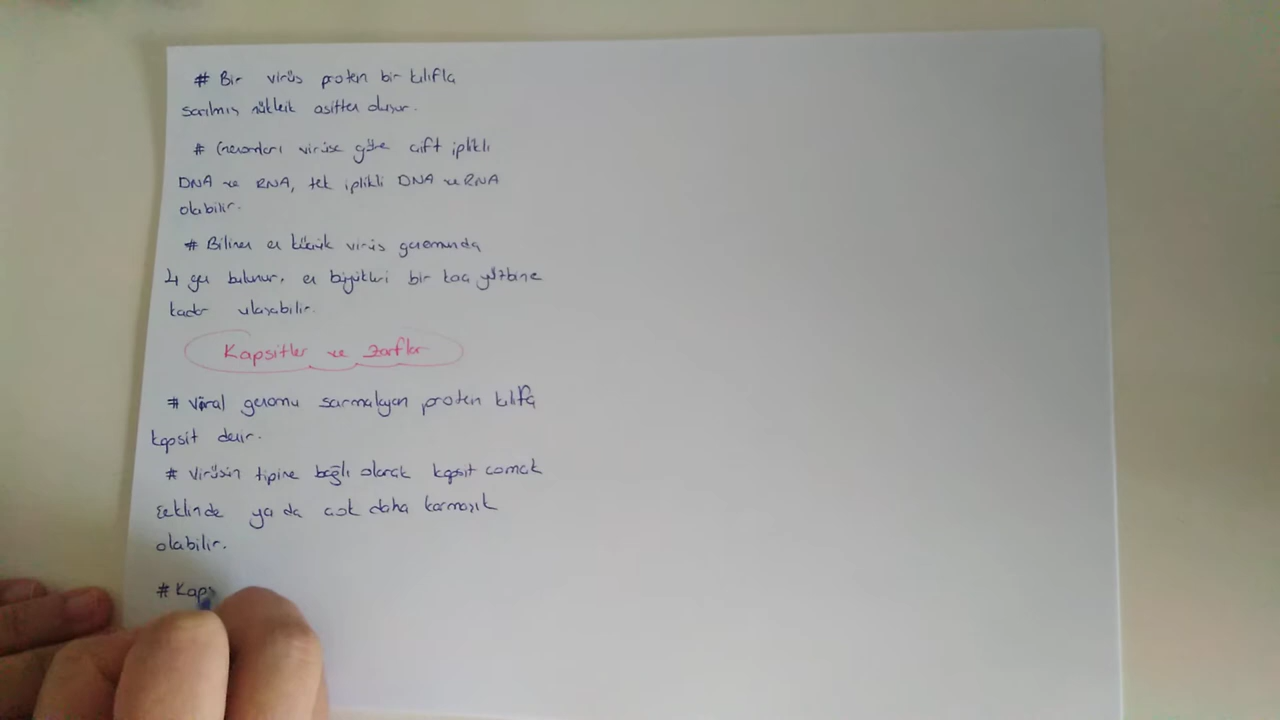 # Bir virüs protein bir kılıfla
sarılmış nükleik asitten oluşur.
# Genomları virüse göre çift iplikli
DNA ve RNA, tek iplikli DNA ve RNA
olabilir.
# Bilinen en küçük virüs genomunda
4 gen bulunur, en büyükleri bir kaç yüzbine
kadar ulaşabilir.
Kapsitler ve zarflar
# Viral genomu sarmalayan protein kılıfa
kapsit denir.
# Virüsün tipine bağlı olarak kapsit çomak
şeklinde ya da çok daha karmaşık
olabilir.
# Kaps